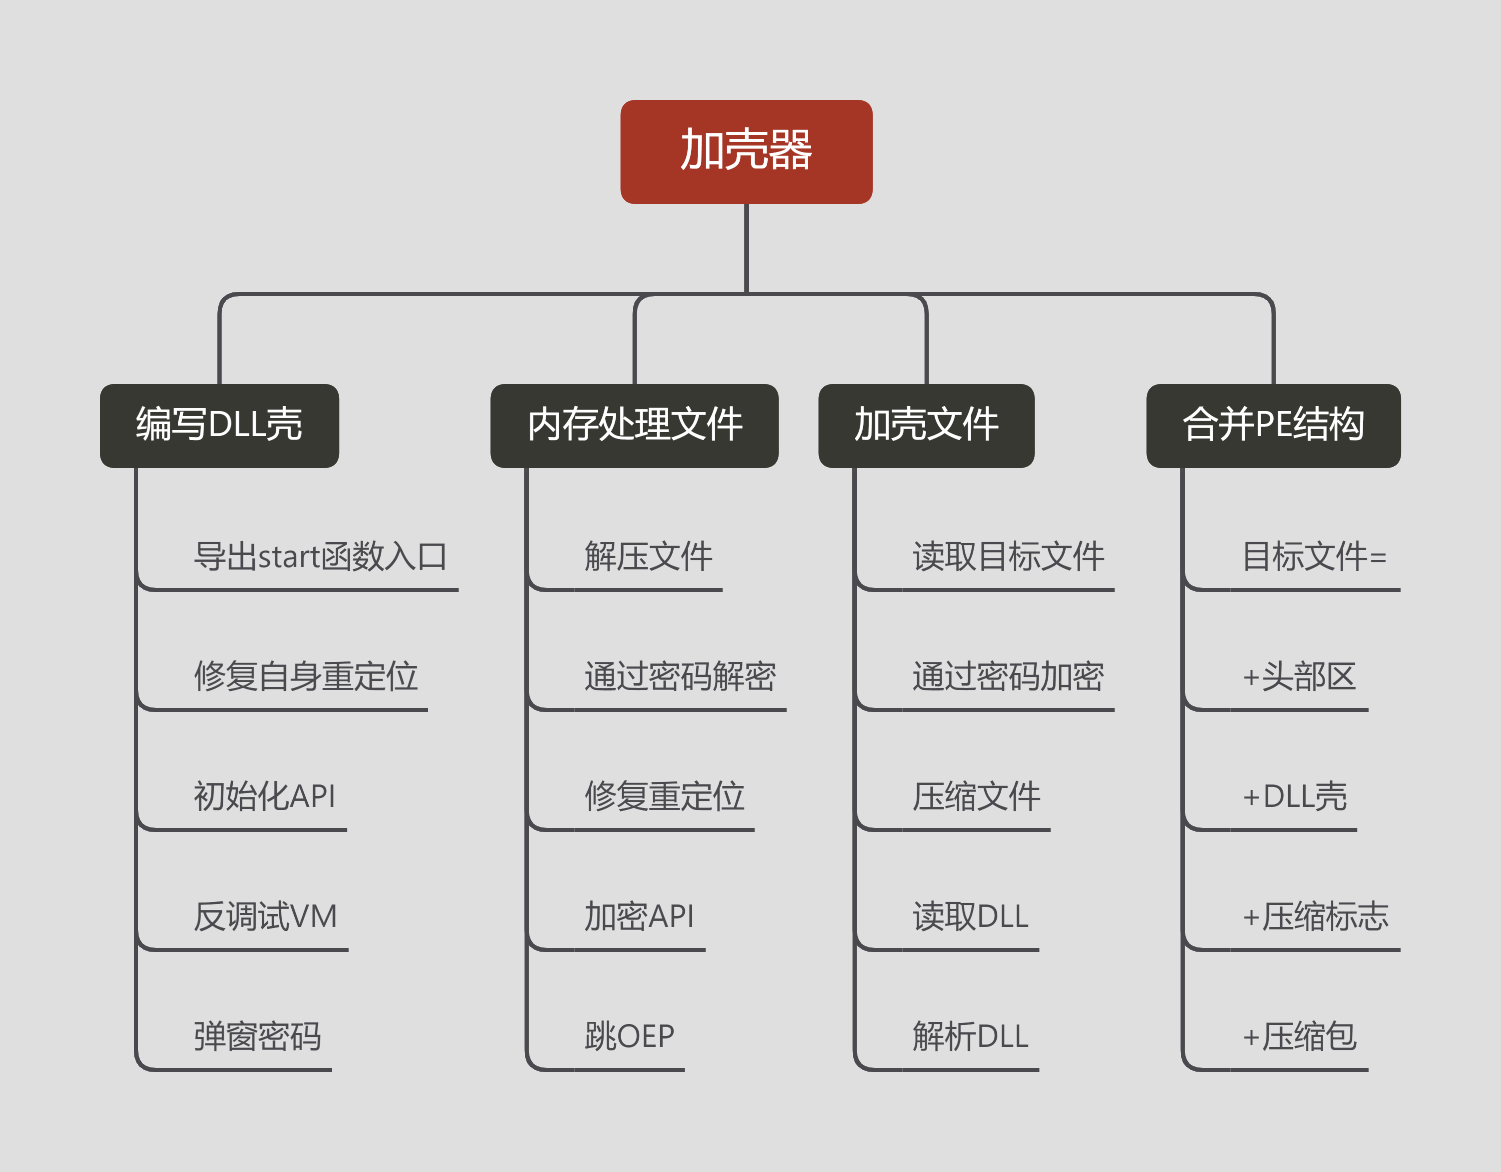 加壳器
编写DLL壳
导出start函数入口
修复自身重定位
初始化API
反调试VM
弹窗密码
内存处理文件
解压文件
通过密码解密
修复重定位
加密API
跳OEP
加壳文件
读取目标文件
通过密码加密
压缩文件
读取DLL
解析DLL
合并PE结构
目标文件=
+头部区
+DLL壳
+压缩标志
+压缩包